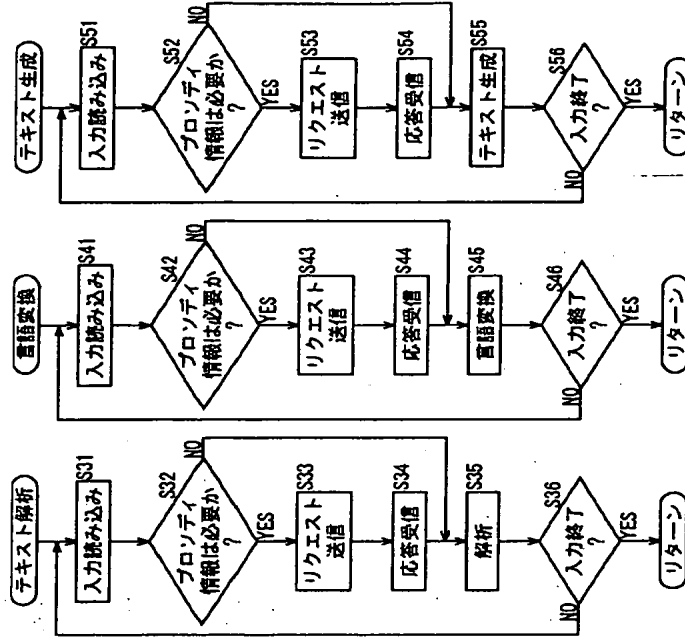 テキスト解析
S31
入力読み込み
S32
プロソディ
情報は必要か
?
NO
YES
S33
リクエスト
送信
S34
応答受信
S35
解析
S36
入力終了
?
NO
YES
リターン
言語変換
S41
入力読み込み
S42
プロソディ
情報は必要か
?
NO
YES
S43
リクエスト
送信
S44
応答受信
S45
言語変換
S46
入力終了
?
NO
YES
リターン
テキスト生成
S51
入力読み込み
S52
プロソディ
情報は必要か
?
NO
YES
S53
リクエスト
送信
S54
応答受信
S55
テキスト生成
S56
入力終了
?
NO
YES
リターン